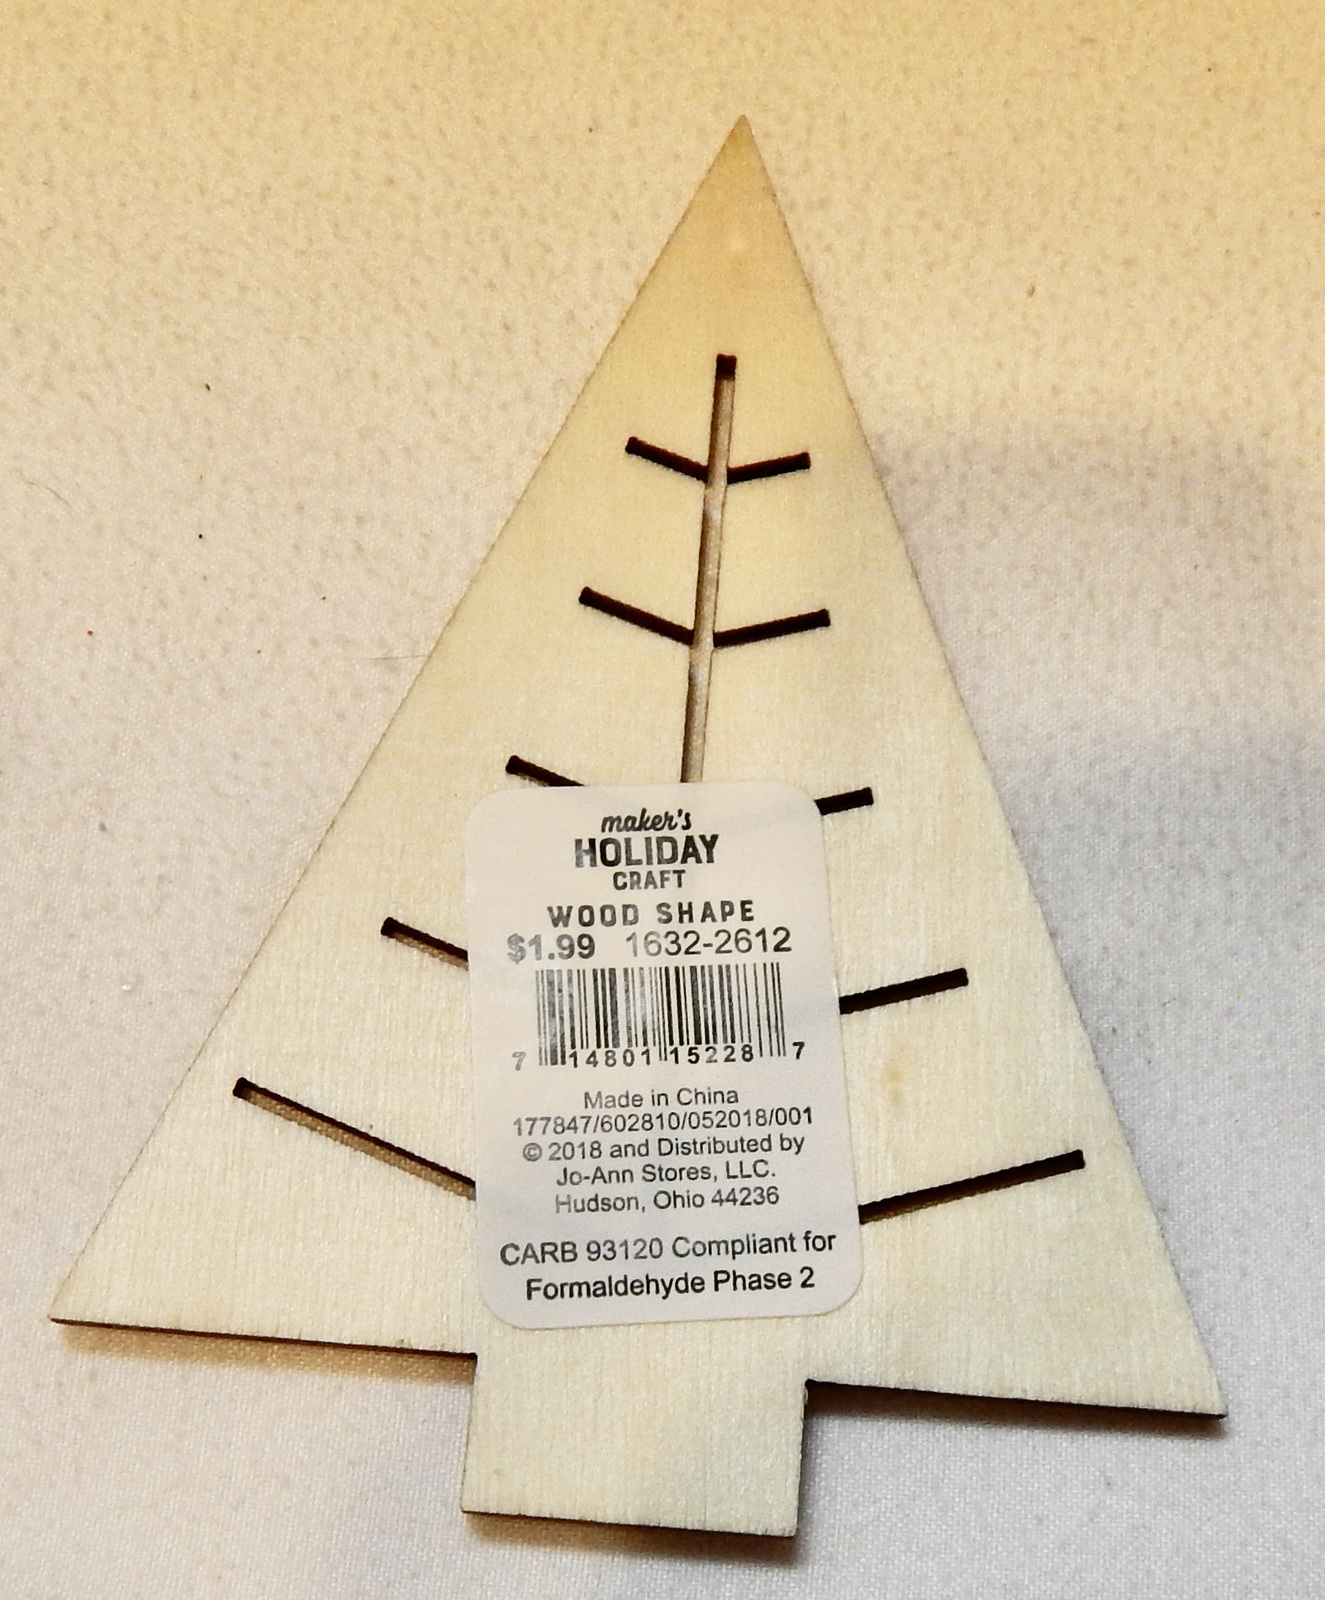 maker's
HOLIDAY
CRAFT
WOOD SHAPE
$1.99 1632-2612
7 14801 15228 7
Made in China
177847/602810/052018/001
© 2018 and Distributed by
Jo-Ann Stores, LLC.
Hudson, Ohio 44236
CARB 93120 Compliant for
Formaldehyde Phase 2